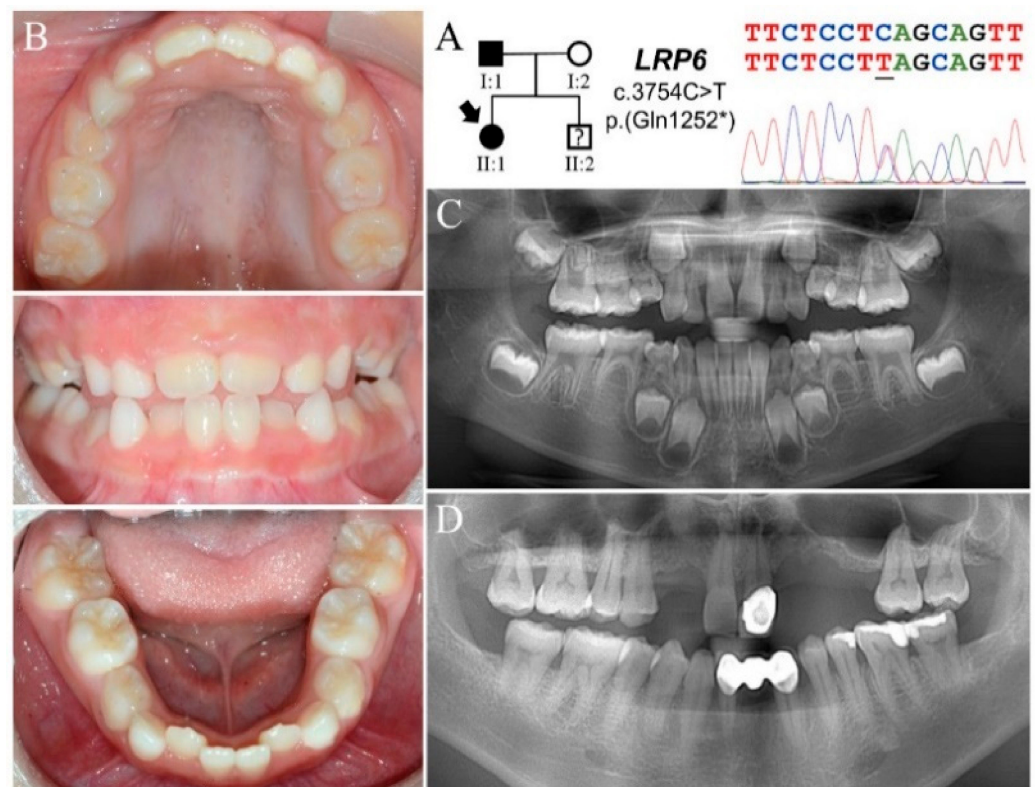 B
A
I:1
I:2
II:1
?
II:2
LRP6
c.3754C>T
p.(Gln1252*)
TTCTCCTCAGCAGTT
TTCTCCTTAGCAGTT
C
D